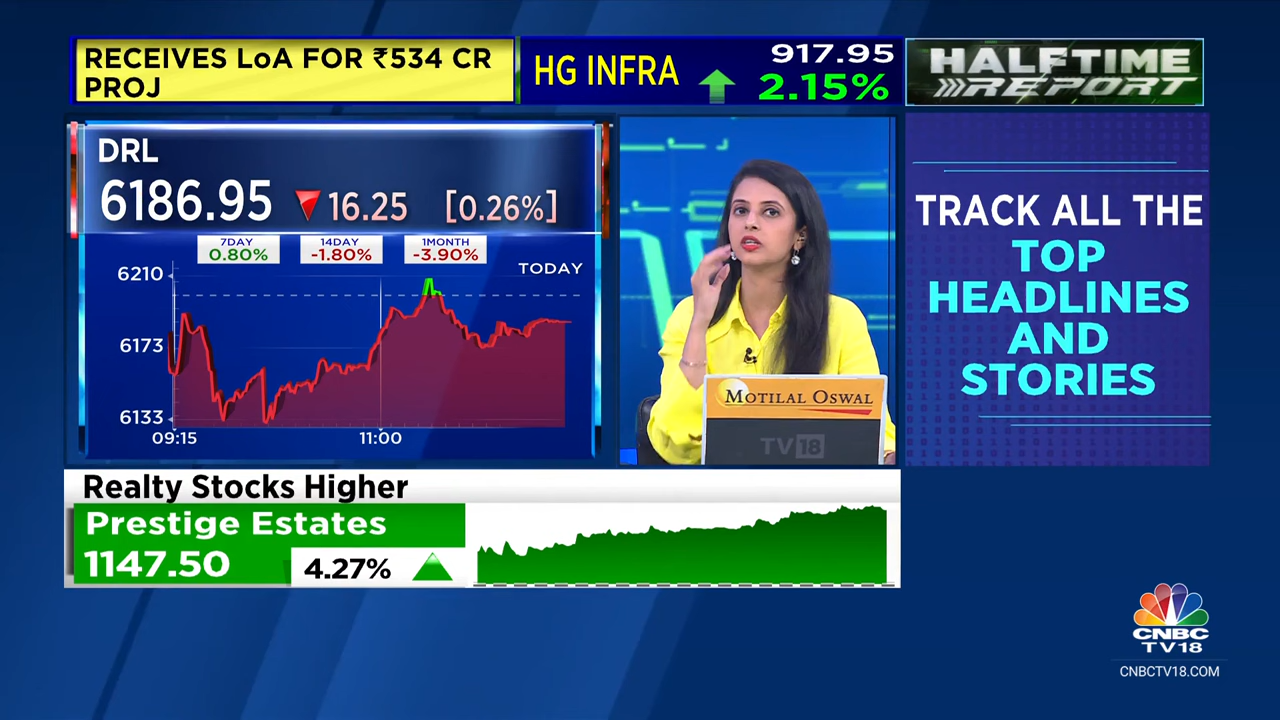 RECEIVES LoA FOR ₹534 CR
PROJ
HG INFRA
917.95
2.15%
HALFTIME
REPORT
DRL
6186.95 16.25 [0.26%]
7DAY
0.80%
14DAY
-1.80%
1MONTH
-3.90%
TODAY
6210
6173
6133
09:15
11:00
MOTILAL OSWAL
TV18
TRACK ALL THE
TOP
HEADLINES
AND
STORIES
Realty Stocks Higher
Prestige Estates
1147.50
4.27%
CNBC
TV18
CNBCTV18.COM